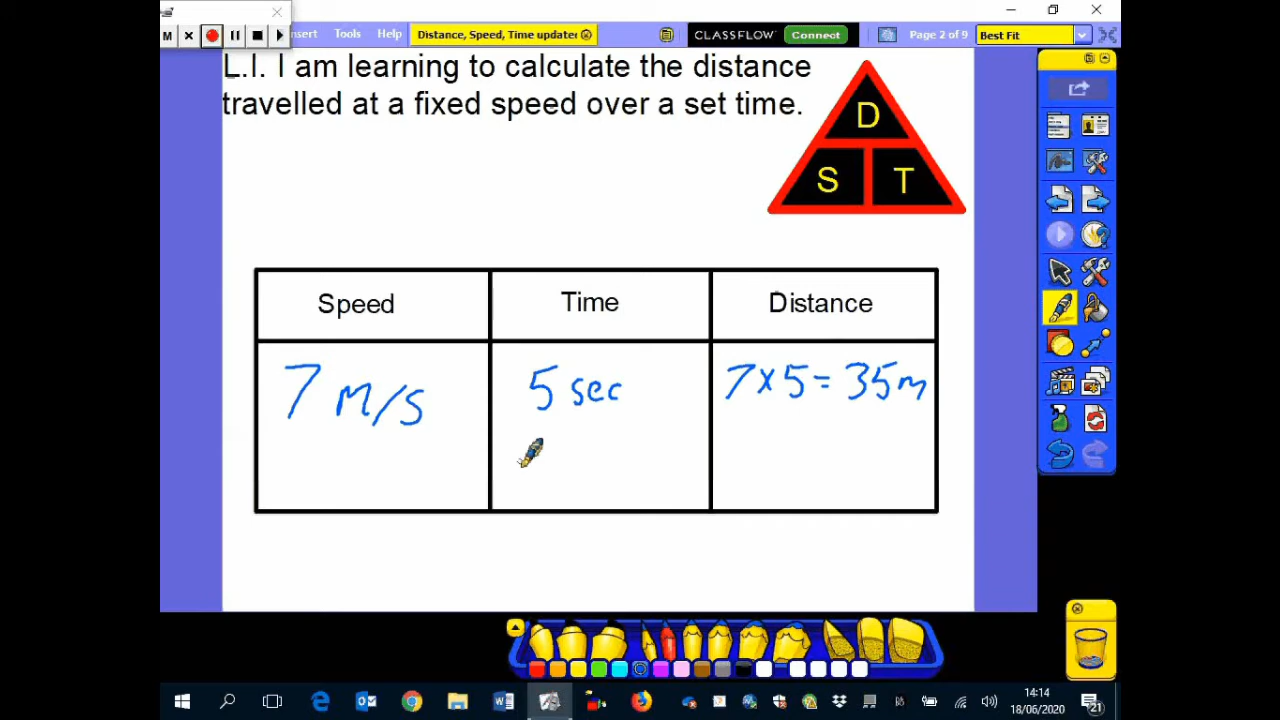 M
nsert Tools Help Distance, Speed, Time updated CLASSFLOW Connect Page 2 of 9 Best Fit
L.I. I am learning to calculate the distance
travelled at a fixed speed over a set time.
D
S T
Speed Time Distance
7 m/s 5 sec 7x5=35m
14:14
18/06/2020
21